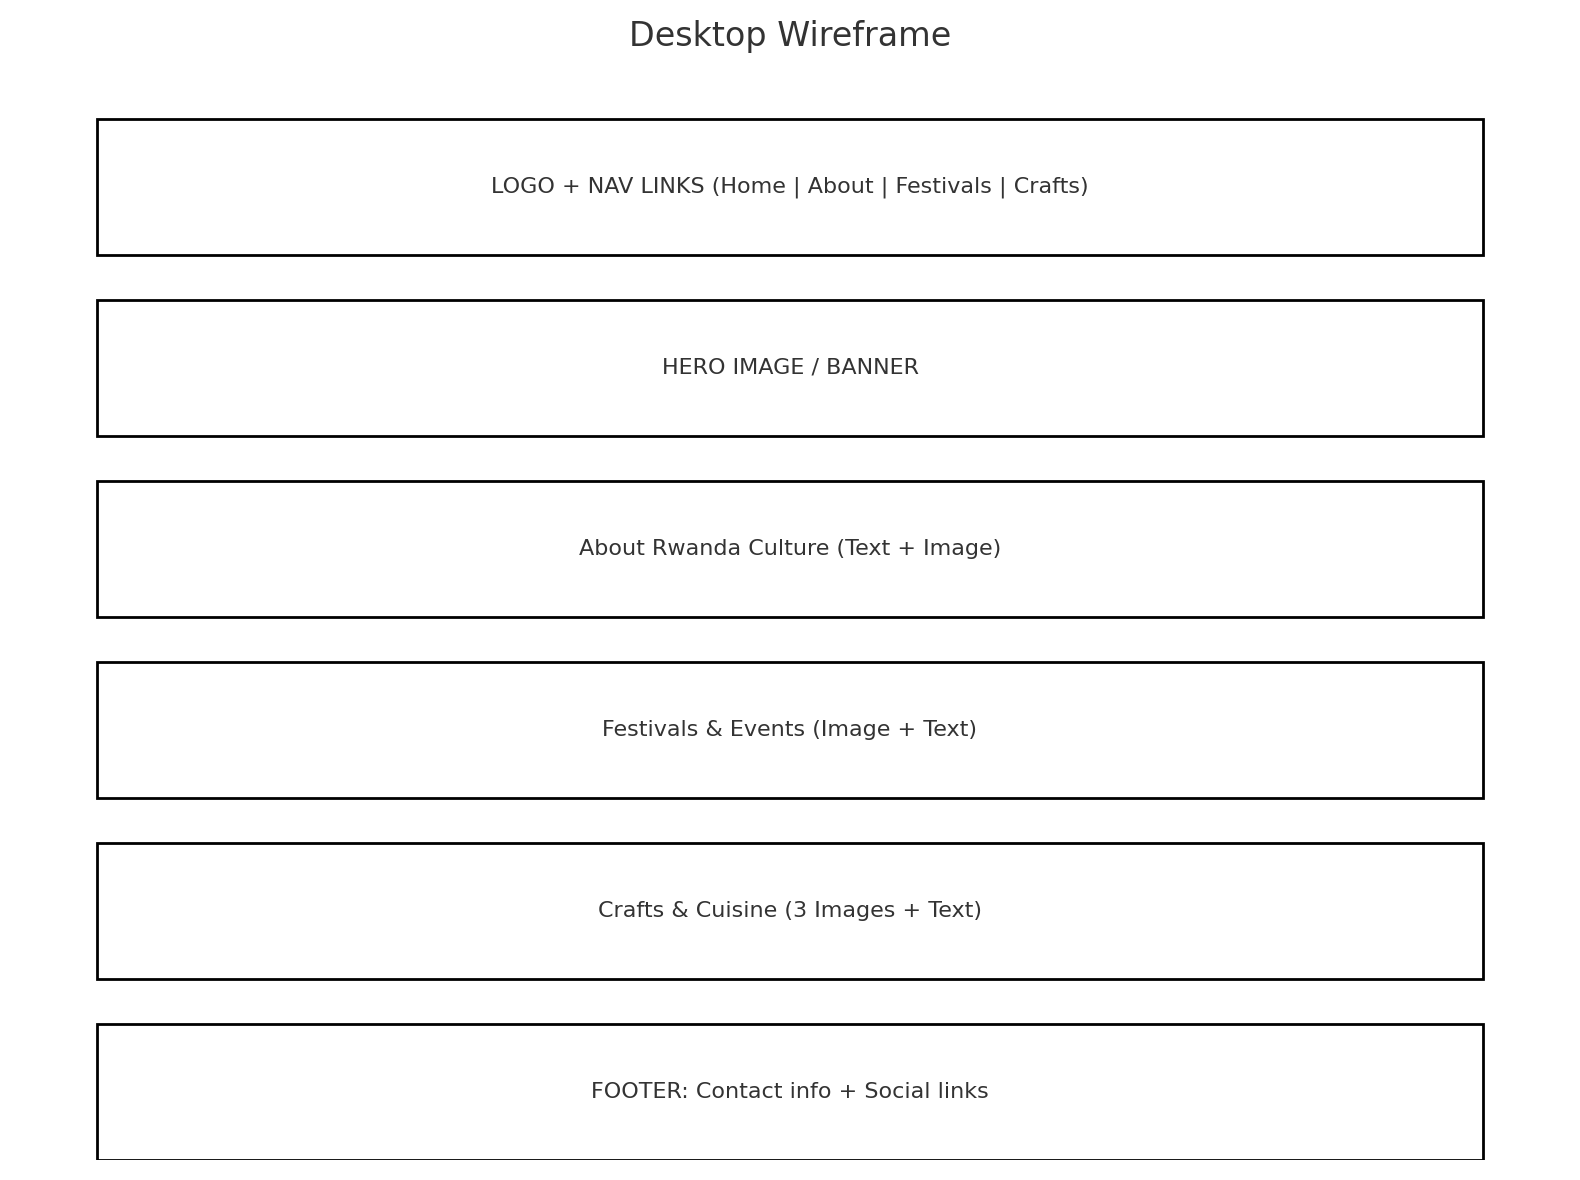 Desktop Wireframe
LOGO + NAV LINKS (Home | About | Festivals | Crafts)
HERO IMAGE / BANNER
About Rwanda Culture (Text + Image)
Festivals & Events (Image + Text)
Crafts & Cuisine (3 Images + Text)
FOOTER: Contact info + Social links